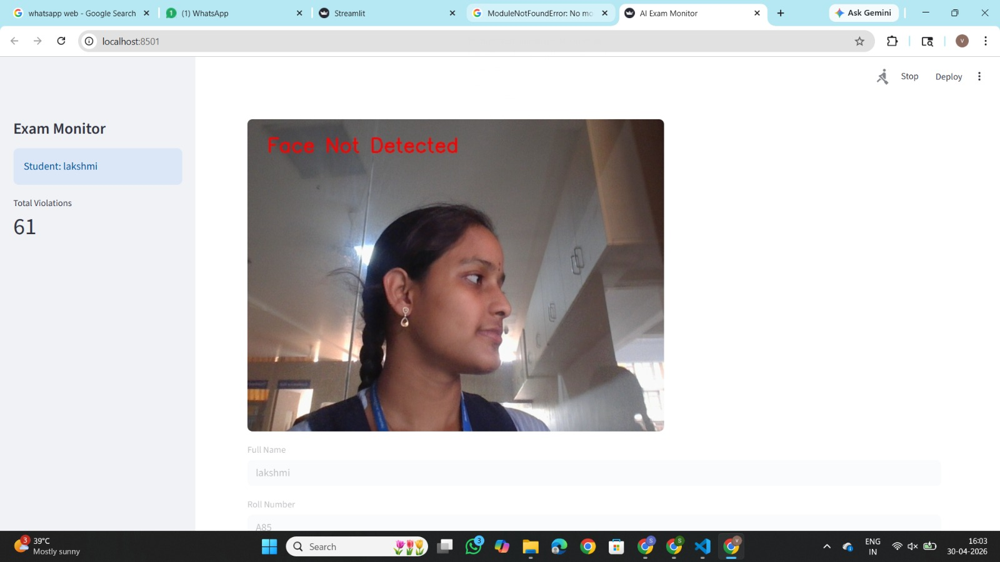 whatsapp web - Google Search
1
(1) WhatsApp
Streamlit
ModuleNotFoundError: No mo
AI Exam Monitor
Ask Gemini
localhost:8501
V
Stop
Deploy
Exam Monitor
Student: lakshmi
Total Violations
61
Face Not Detected
Full Name
lakshmi
Roll Number
A85
3
39°C
Mostly sunny
Search
3
S
S
V
ENG
IN
16:03
30-04-2026